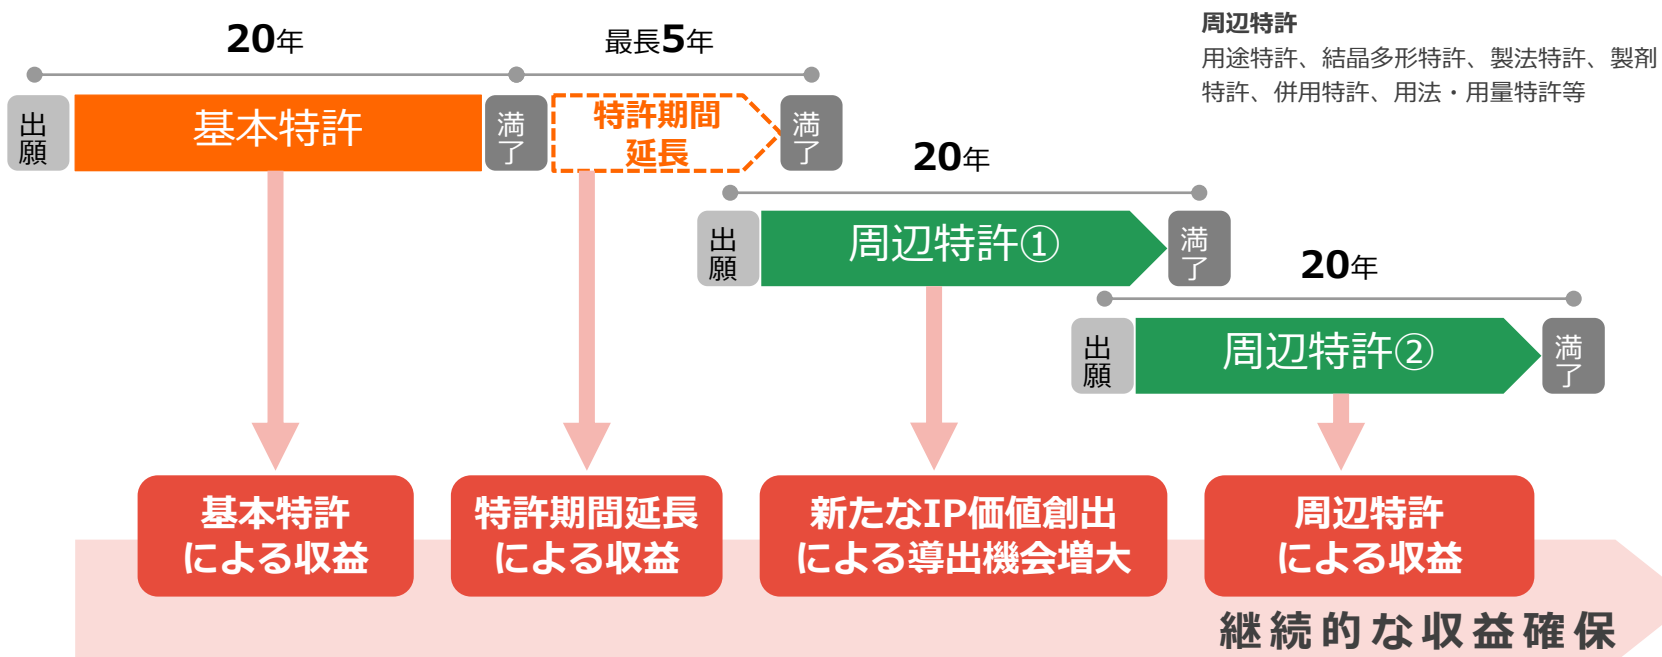 20年
最長5年
出願
基本特許
満了
特許期間
延長
満了
周辺特許
用途特許、結晶多形特許、製法特許、製剤
特許、併用特許、用法・用量特許等
20年
出願
周辺特許①
満了
20年
出願
周辺特許②
満了
基本特許
による収益
特許期間延長
による収益
新たなIP価値創出
による導出機会増大
周辺特許
による収益
継続的な収益確保